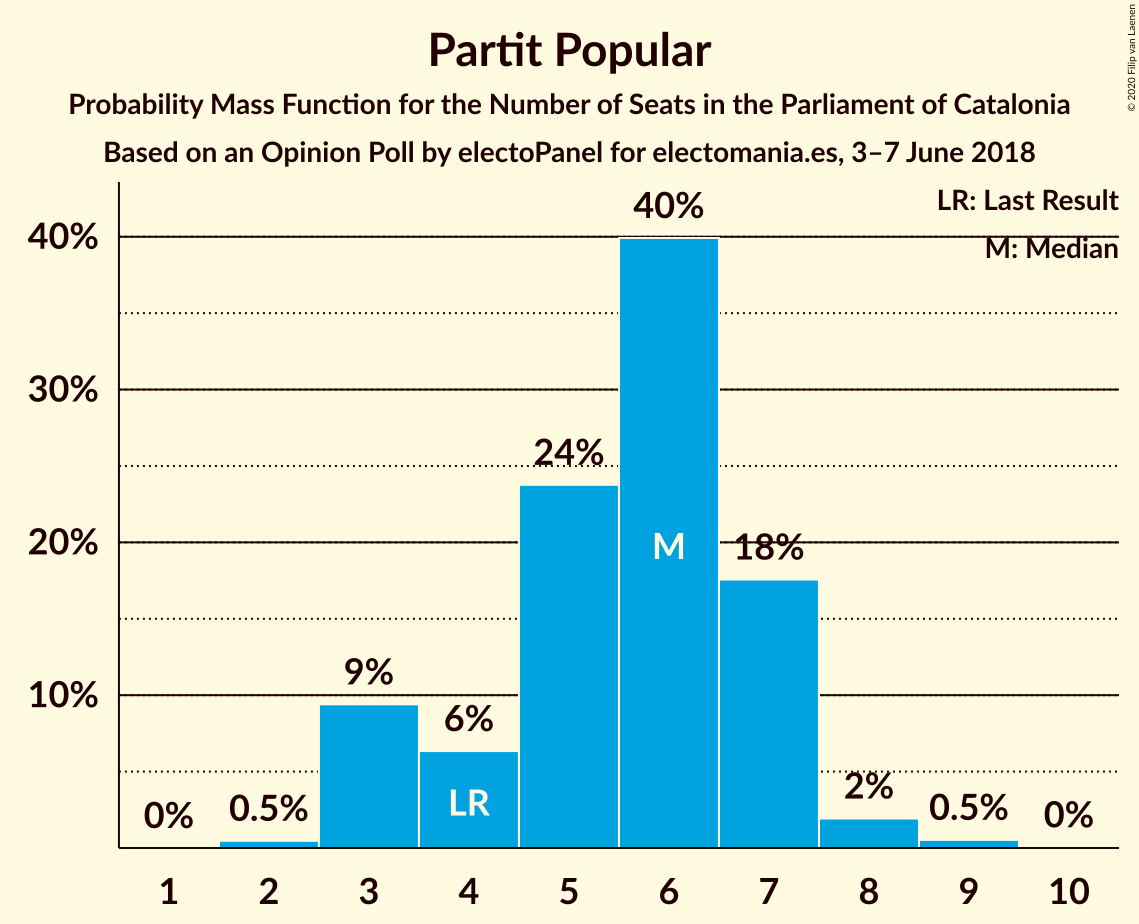 Partit Popular
Probability Mass Function for the Number of Seats in the Parliament of Catalonia
Based on an Opinion Poll by electoPanel for electomania.es, 3–7 June 2018
© 2020 Filip van Laenen
LR: Last Result
M: Median
40%
30%
20%
10%
0%
0.5%
9%
6%
24%
40%
18%
2%
0.5%
0%
LR
M
1 2 3 4 5 6 7 8 9 10